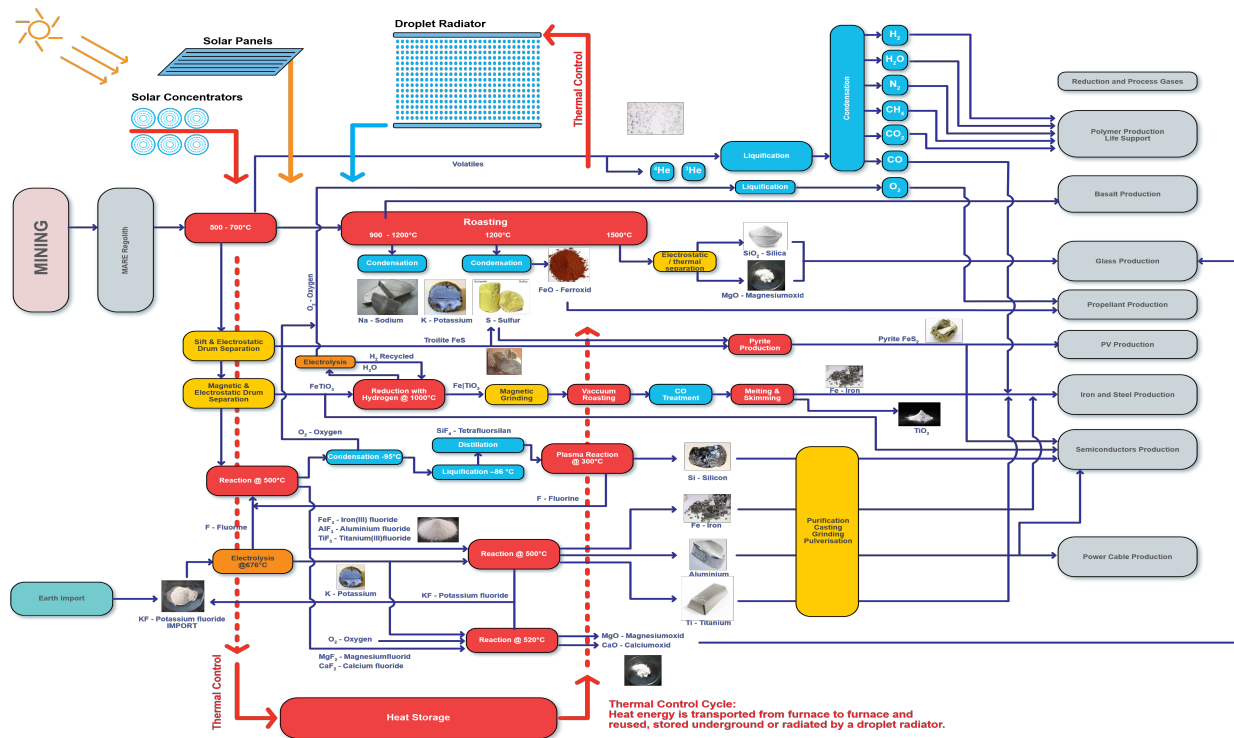 Droplet Radiator
Solar Panels
Solar Concentrators
Thermal Control
Volatiles
⁴He
³He
Liquification
Condensation
H₂
H₂O
N₂
CH₄
CO₂
CO
Liquification
O₂
Reduction and Process Gases
Polymer Production
Life Support
Basalt Production
Glass Production
Propellant Production
PV Production
Iron and Steel Production
Semiconductors Production
Power Cable Production
MINING
MARE Regolith
500 - 700°C
Roasting
900 - 1200°C
1200°C
1500°C
Condensation
Condensation
Electrostatic
/ thermal
separation
SiO₂ – Silica
MgO - Magnesiumoxid
FeO - Ferroxid
Na - Sodium
K - Potassium
S - Sulfur
O₂ - Oxygen
Sift & Electrostatic
Drum Separation
Troilite FeS
Pyrite
Production
Pyrite FeS₂
Electrolysis
H₂ Recycled
H₂O
Magnetic &
Electrostatic Drum
Separation
FeTiO₃
Reduction with
Hydrogen @ 1000°C
Fe|TiO₂
Magnetic
Grinding
Vaccuum
Roasting
CO
Treatment
Melting &
Skimming
Fe - Iron
TiO₂
O₂ - Oxygen
SiF₄ - Tetrafluorsilan
Distillation
Condensation -95°C
Liquification –86 °C
Plasma Reaction
@ 300°C
Si - Silicon
Reaction @ 500°C
F - Fluorine
F - Fluorine
FeF₃ - Iron(III) fluoride
AlF₃ - Aluminium fluoride
TiF₃ - Titanium(III)fluoride
Fe - Iron
Purification
Casting
Grinding
Pulverisation
Electrolysis
@676°C
Reaction @ 500°C
Aluminium
K - Potassium
KF - Potassium fluoride
Ti – Titanium
Earth Import
KF – Potassium fluoride
IMPORT
O₂ - Oxygen
Reaction @ 520°C
MgO – Magnesiumoxid
CaO - Calciumoxid
MgF₂ – Magnesiumfluorid
CaF₂ – Calcium fluoride
Thermal Control
Heat Storage
Thermal Control Cycle:
Heat energy is transported from furnace to furnace and
reused, stored underground or radiated by a droplet radiator.